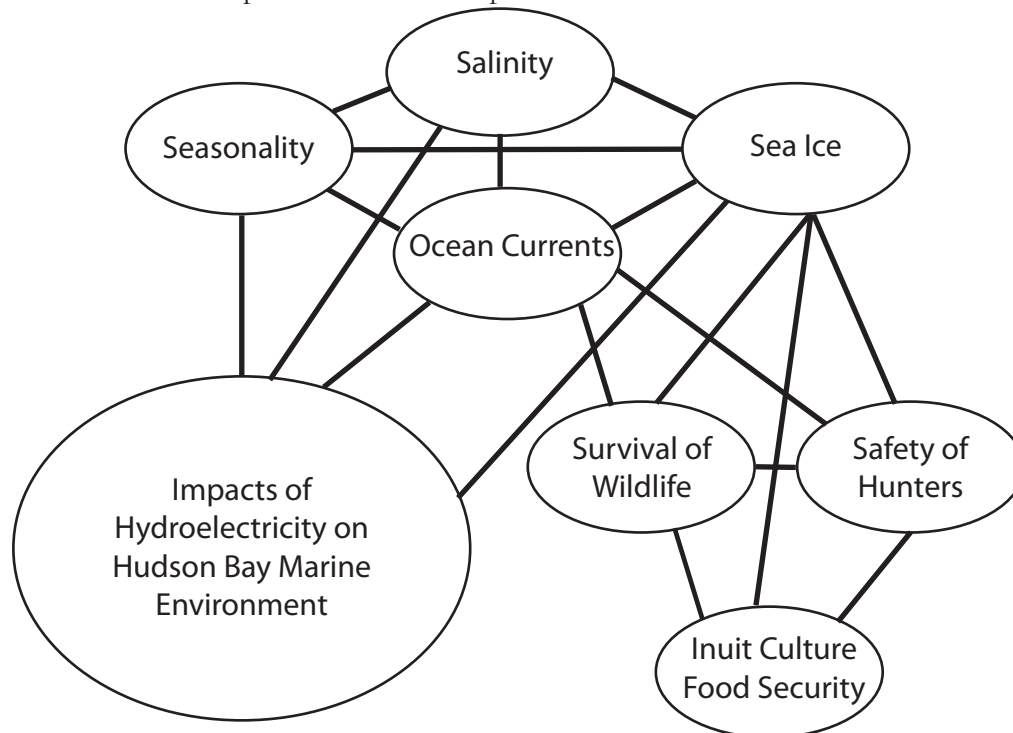 Salinity
Seasonality
Sea Ice
Ocean Currents
Survival of
Wildlife
Safety of
Hunters
Impacts of
Hydroelectricity on
Hudson Bay Marine
Environment
Inuit Culture
Food Security